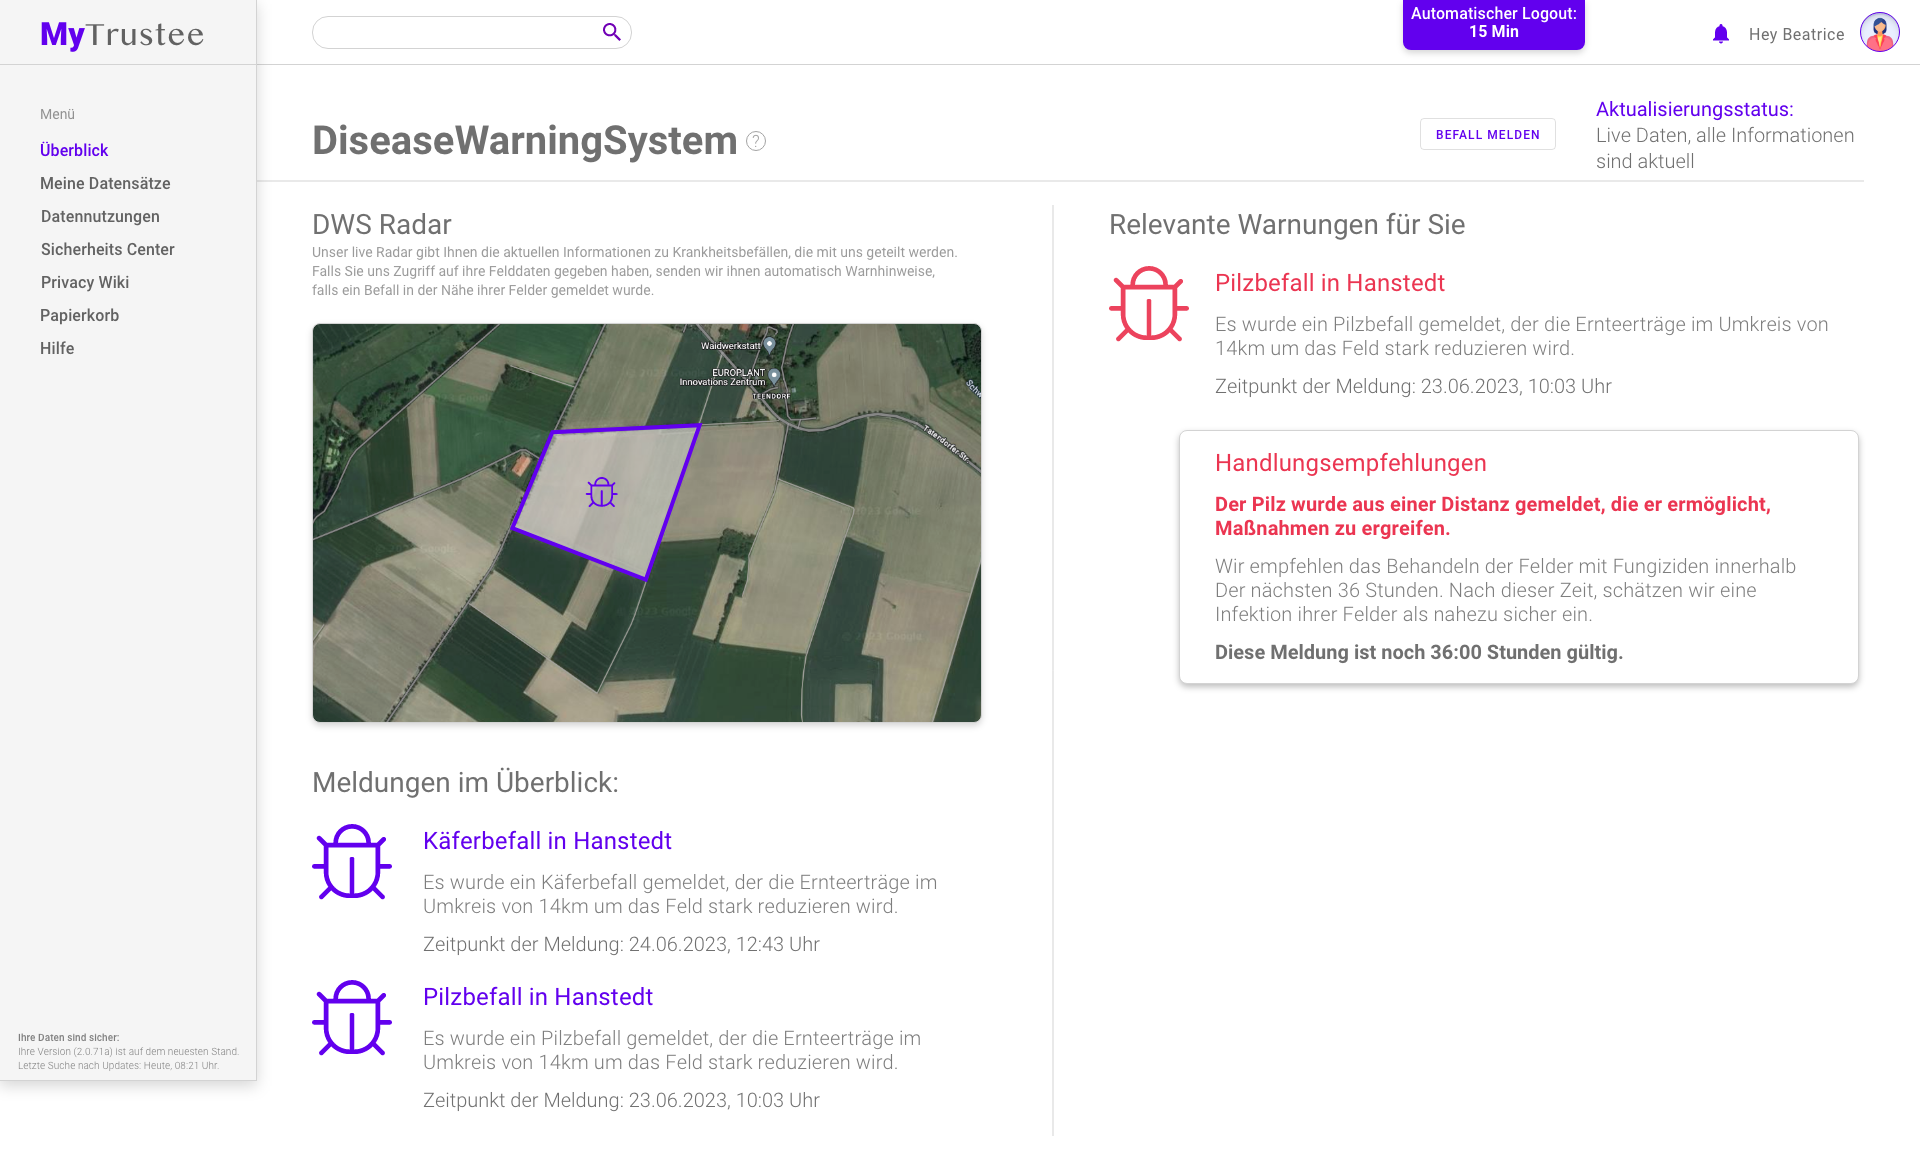 MyTrustee
Automatischer Logout:
15 Min
Hey Beatrice
Menü
Überblick
Meine Datensätze
Datennutzungen
Sicherheits Center
Privacy Wiki
Papierkorb
Hilfe
Ihre Daten sind sicher:
Ihre Version (2.0.71a) ist auf dem neuesten Stand.
Letzte Suche nach Updates: Heute, 08:21 Uhr.
DiseaseWarningSystem ?
BEFALL MELDEN
Aktualisierungsstatus:
Live Daten, alle Informationen
sind aktuell
DWS Radar
Unser live Radar gibt Ihnen die aktuellen Informationen zu Krankheitsbefällen, die mit uns geteilt werden.
Falls Sie uns Zugriff auf ihre Felddaten gegeben haben, senden wir ihnen automatisch Warnhinweise,
falls ein Befall in der Nähe ihrer Felder gemeldet wurde.
Waidwerkstatt
EUROPLANT
Innovations Zentrum
TEENDORF
Tatendorfer Str.
Google
© 2023 Google
© 2023 Google
Meldungen im Überblick:
Käferbefall in Hanstedt
Es wurde ein Käferbefall gemeldet, der die Ernteerträge im
Umkreis von 14km um das Feld stark reduzieren wird.
Zeitpunkt der Meldung: 24.06.2023, 12:43 Uhr
Pilzbefall in Hanstedt
Es wurde ein Pilzbefall gemeldet, der die Ernteerträge im
Umkreis von 14km um das Feld stark reduzieren wird.
Zeitpunkt der Meldung: 23.06.2023, 10:03 Uhr
Relevante Warnungen für Sie
Pilzbefall in Hanstedt
Es wurde ein Pilzbefall gemeldet, der die Ernteerträge im Umkreis von
14km um das Feld stark reduzieren wird.
Zeitpunkt der Meldung: 23.06.2023, 10:03 Uhr
Handlungsempfehlungen
Der Pilz wurde aus einer Distanz gemeldet, die er ermöglicht,
Maßnahmen zu ergreifen.
Wir empfehlen das Behandeln der Felder mit Fungiziden innerhalb
Der nächsten 36 Stunden. Nach dieser Zeit, schätzen wir eine
Infektion ihrer Felder als nahezu sicher ein.
Diese Meldung ist noch 36:00 Stunden gültig.